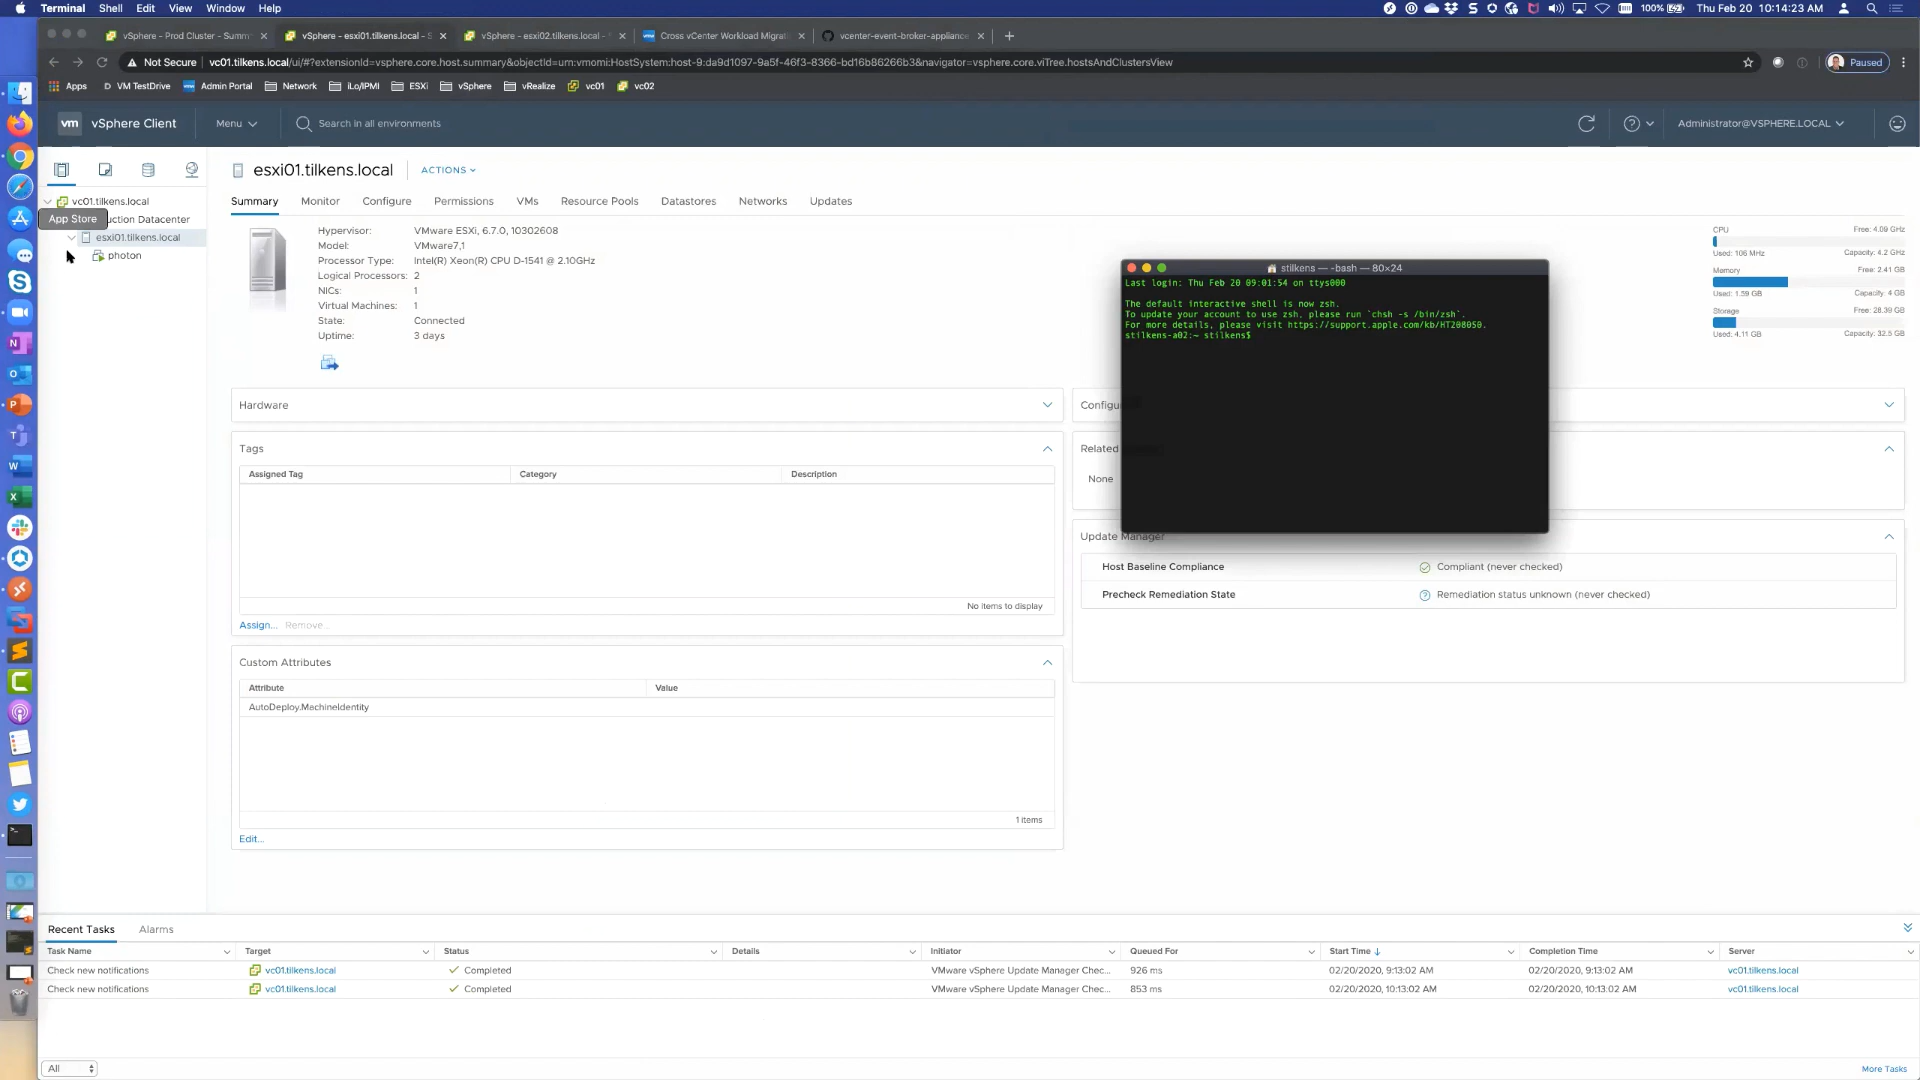 Terminal Shell Edit View Window Help 100% Thu Feb 20 10:14:23 AM
vSphere - Prod Cluster - Summ
vSphere - esxi01.tilkens.local - S
vSphere - esxi02.tilkens.local -
Cross vCenter Workload Migrati
vcenter-event-broker-appliance
Not Secure vc01.tilkens.local/ui/#?extensionId=vsphere.core.host.summary&objectId=urn:vmomi:HostSystem:host-9:da9d1097-9a5f-46f3-8366-bd16b86266b3&navigator=vsphere.core.viTree.hostsAndClustersView
Paused
Apps VM TestDrive Admin Portal Network iLo/IPMI ESXi vSphere vRealize vc01 vc02
vm vSphere Client Menu Search in all environments Administrator@VSPHERE.LOCAL
vc01.tilkens.local
App Store
uction Datacenter
esxi01.tilkens.local
photon
esxi01.tilkens.local ACTIONS
Summary Monitor Configure Permissions VMs Resource Pools Datastores Networks Updates
Hypervisor: VMware ESXi, 6.7.0, 10302608
Model: VMware7,1
Processor Type: Intel(R) Xeon(R) CPU D-1541 @ 2.10GHz
Logical Processors: 2
NICs: 1
Virtual Machines: 1
State: Connected
Uptime: 3 days
CPU Free: 4.09 GHz
Used: 106 MHz Capacity: 4.2 GHz
Memory Free: 2.41 GB
Used: 1.59 GB Capacity: 4 GB
Storage Free: 28.39 GB
Used: 4.11 GB Capacity: 32.5 GB
stilkens — -bash — 80×24
Last login: Thu Feb 20 09:01:54 on ttys000
The default interactive shell is now zsh.
To update your account to use zsh, please run `chsh -s /bin/zsh`.
For more details, please visit https://support.apple.com/kb/HT208050.
stilkens-a02:~ stilkens$
Hardware
Configu
Tags
Assigned Tag Category Description
No items to display
Assign... Remove...
Related
None
Update Manager
Host Baseline Compliance Compliant (never checked)
Precheck Remediation State Remediation status unknown (never checked)
Custom Attributes
Attribute Value
AutoDeploy.MachineIdentity
1 items
Edit...
Recent Tasks Alarms
Task Name Target Status Details Initiator Queued For Start Time Completion Time Server
Check new notifications vc01.tilkens.local Completed VMware vSphere Update Manager Chec... 926 ms 02/20/2020, 9:13:02 AM 02/20/2020, 9:13:02 AM vc01.tilkens.local
Check new notifications vc01.tilkens.local Completed VMware vSphere Update Manager Chec... 853 ms 02/20/2020, 10:13:02 AM 02/20/2020, 10:13:02 AM vc01.tilkens.local
All More Tasks